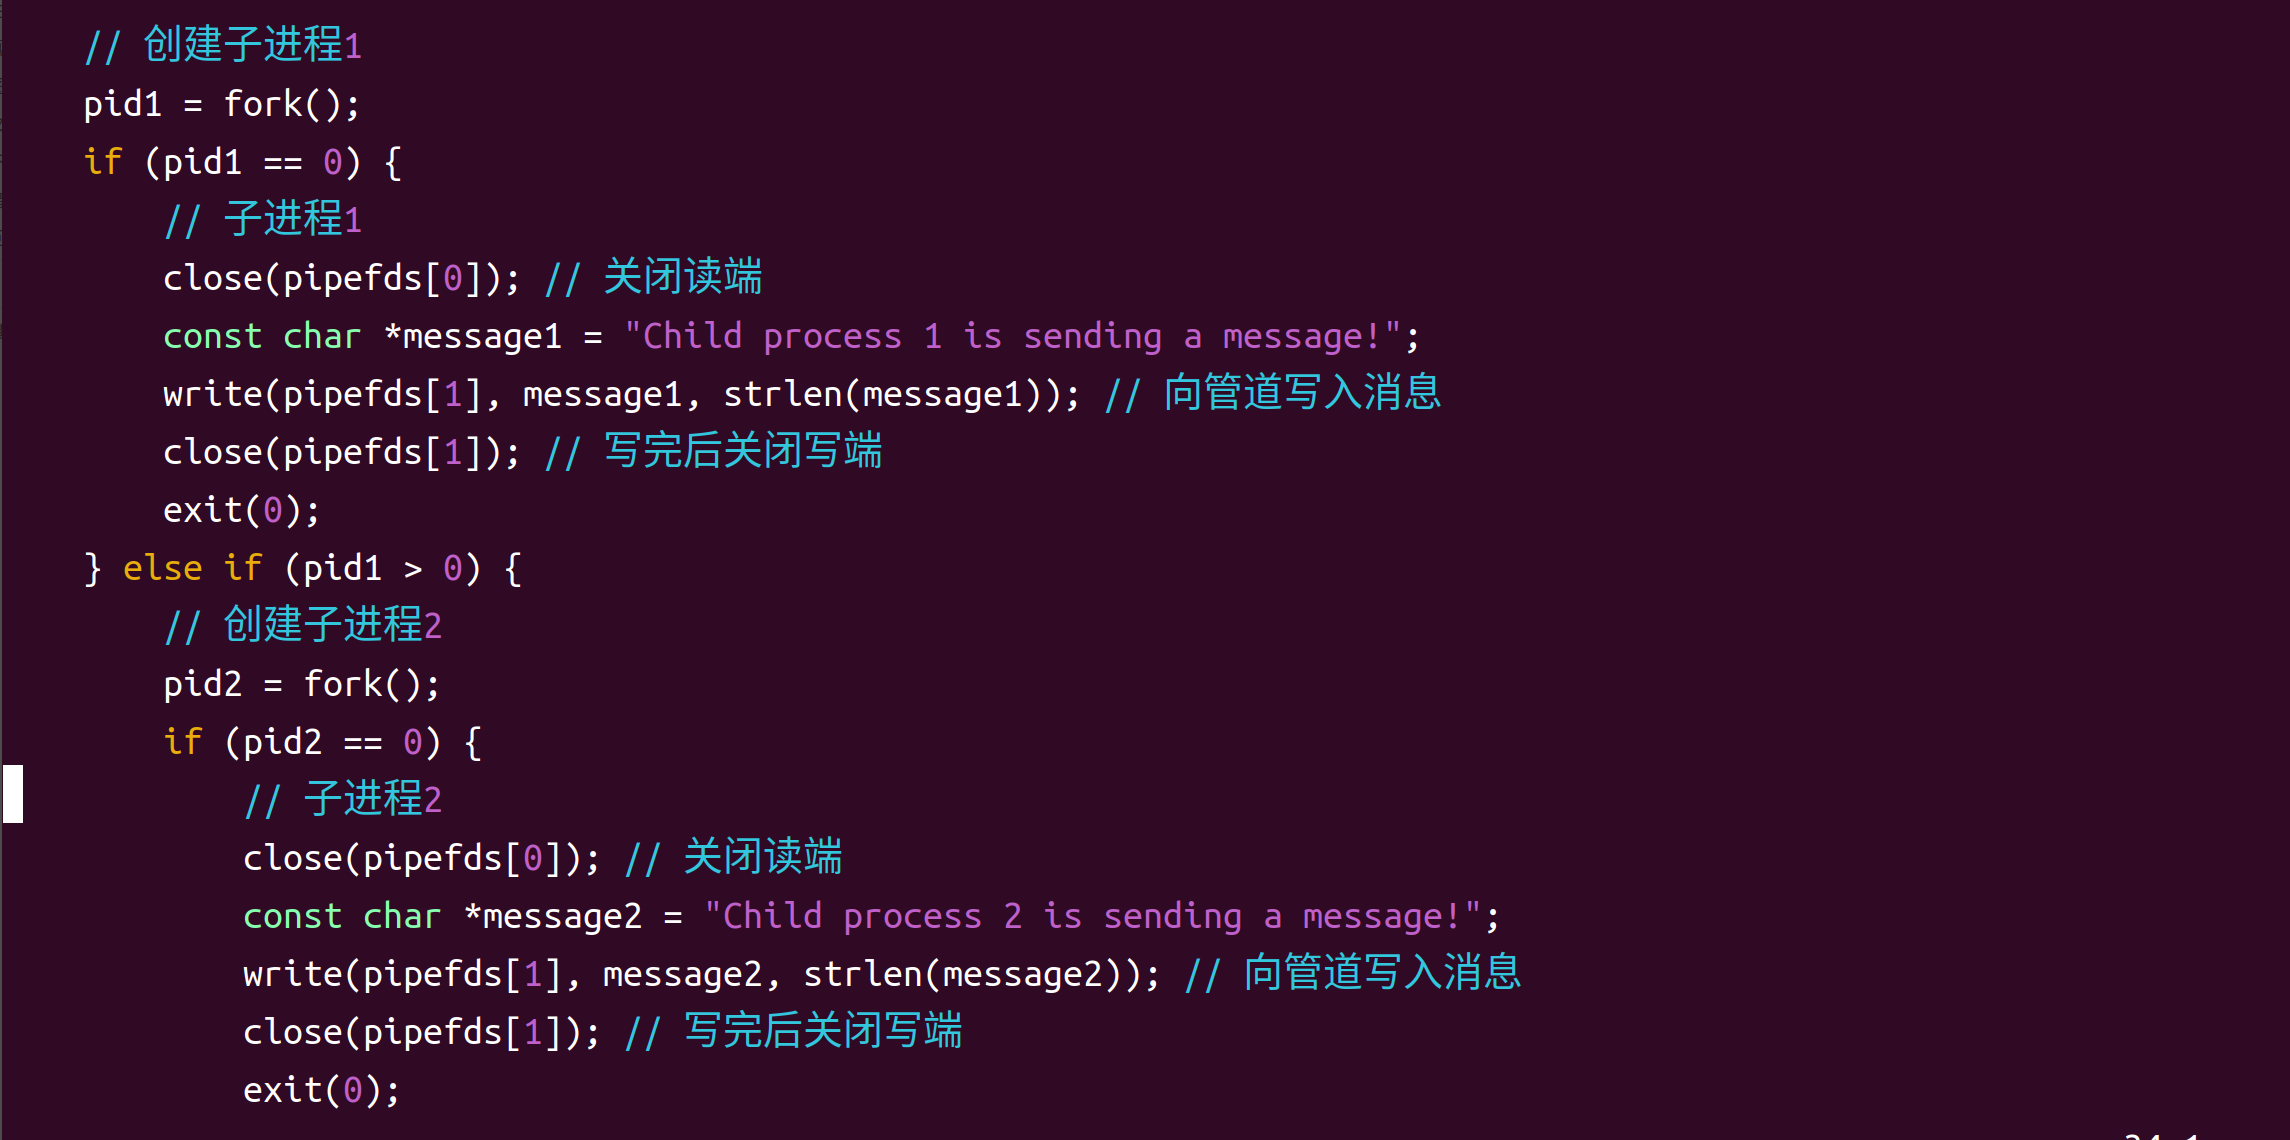 // 创建子进程1
pid1 = fork();
if (pid1 == 0) {
// 子进程1
close(pipefds[0]); // 关闭读端
const char *message1 = "Child process 1 is sending a message!";
write(pipefds[1], message1, strlen(message1)); // 向管道写入消息
close(pipefds[1]); // 写完后关闭写端
exit(0);
} else if (pid1 > 0) {
// 创建子进程2
pid2 = fork();
if (pid2 == 0) {
// 子进程2
close(pipefds[0]); // 关闭读端
const char *message2 = "Child process 2 is sending a message!";
write(pipefds[1], message2, strlen(message2)); // 向管道写入消息
close(pipefds[1]); // 写完后关闭写端
exit(0);